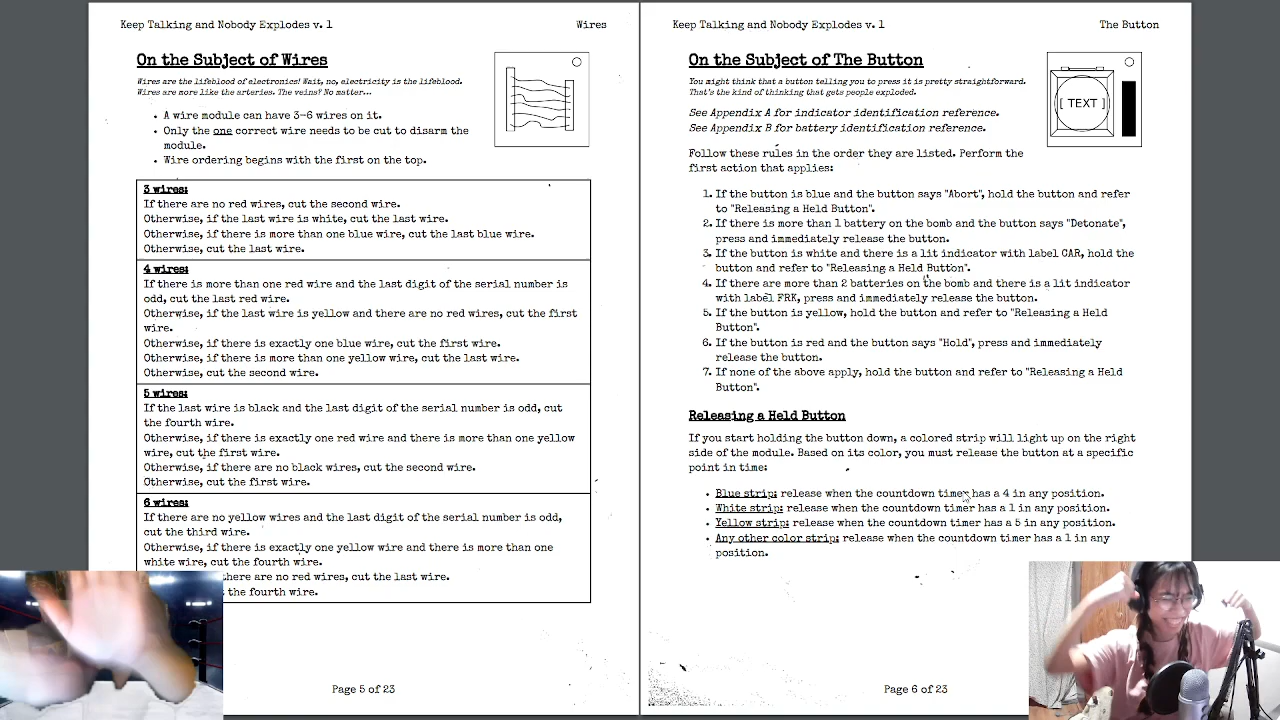 Keep Talking and Nobody Explodes v. 1
Wires
On the Subject of Wires
Wires are the lifeblood of electronics! Wait, no, electricity is the lifeblood.
Wires are more like the arteries. The veins? No matter...
• A wire module can have 3-6 wires on it.
• Only the one correct wire needs to be cut to disarm the
module.
• Wire ordering begins with the first on the top.
3 wires:
If there are no red wires, cut the second wire.
Otherwise, if the last wire is white, cut the last wire.
Otherwise, if there is more than one blue wire, cut the last blue wire.
Otherwise, cut the last wire.
4 wires:
If there is more than one red wire and the last digit of the serial number is
odd, cut the last red wire.
Otherwise, if the last wire is yellow and there are no red wires, cut the first
wire.
Otherwise, if there is exactly one blue wire, cut the first wire.
Otherwise, if there is more than one yellow wire, cut the last wire.
Otherwise, cut the second wire.
5 wires:
If the last wire is black and the last digit of the serial number is odd, cut
the fourth wire.
Otherwise, if there is exactly one red wire and there is more than one yellow
wire, cut the first wire.
Otherwise, if there are no black wires, cut the second wire.
Otherwise, cut the first wire.
6 wires:
If there are no yellow wires and the last digit of the serial number is odd,
cut the third wire.
Otherwise, if there is exactly one yellow wire and there is more than one
white wire, cut the fourth wire.
there are no red wires, cut the last wire.
the fourth wire.
Page 5 of 23
Keep Talking and Nobody Explodes v. 1
The Button
On the Subject of The Button
You might think that a button telling you to press it is pretty straightforward.
That's the kind of thinking that gets people exploded.
[ TEXT ]
See Appendix A for indicator identification reference.
See Appendix B for battery identification reference.
Follow these rules in the order they are listed. Perform the
first action that applies:
1. If the button is blue and the button says "Abort", hold the button and refer
to "Releasing a Held Button".
2. If there is more than 1 battery on the bomb and the button says "Detonate",
press and immediately release the button.
3. If the button is white and there is a lit indicator with label CAR, hold the
button and refer to "Releasing a Held Button".
4. If there are more than 2 batteries on the bomb and there is a lit indicator
with label FRK, press and immediately release the button.
5. If the button is yellow, hold the button and refer to "Releasing a Held
Button".
6. If the button is red and the button says "Hold", press and immediately
release the button.
7. If none of the above apply, hold the button and refer to "Releasing a Held
Button".
Releasing a Held Button
If you start holding the button down, a colored strip will light up on the right
side of the module. Based on its color, you must release the button at a specific
point in time:
• Blue strip: release when the countdown timer has a 4 in any position.
• White strip: release when the countdown timer has a 1 in any position.
• Yellow strip: release when the countdown timer has a 5 in any position.
• Any other color strip: release when the countdown timer has a 1 in any
position.
Page 6 of 23